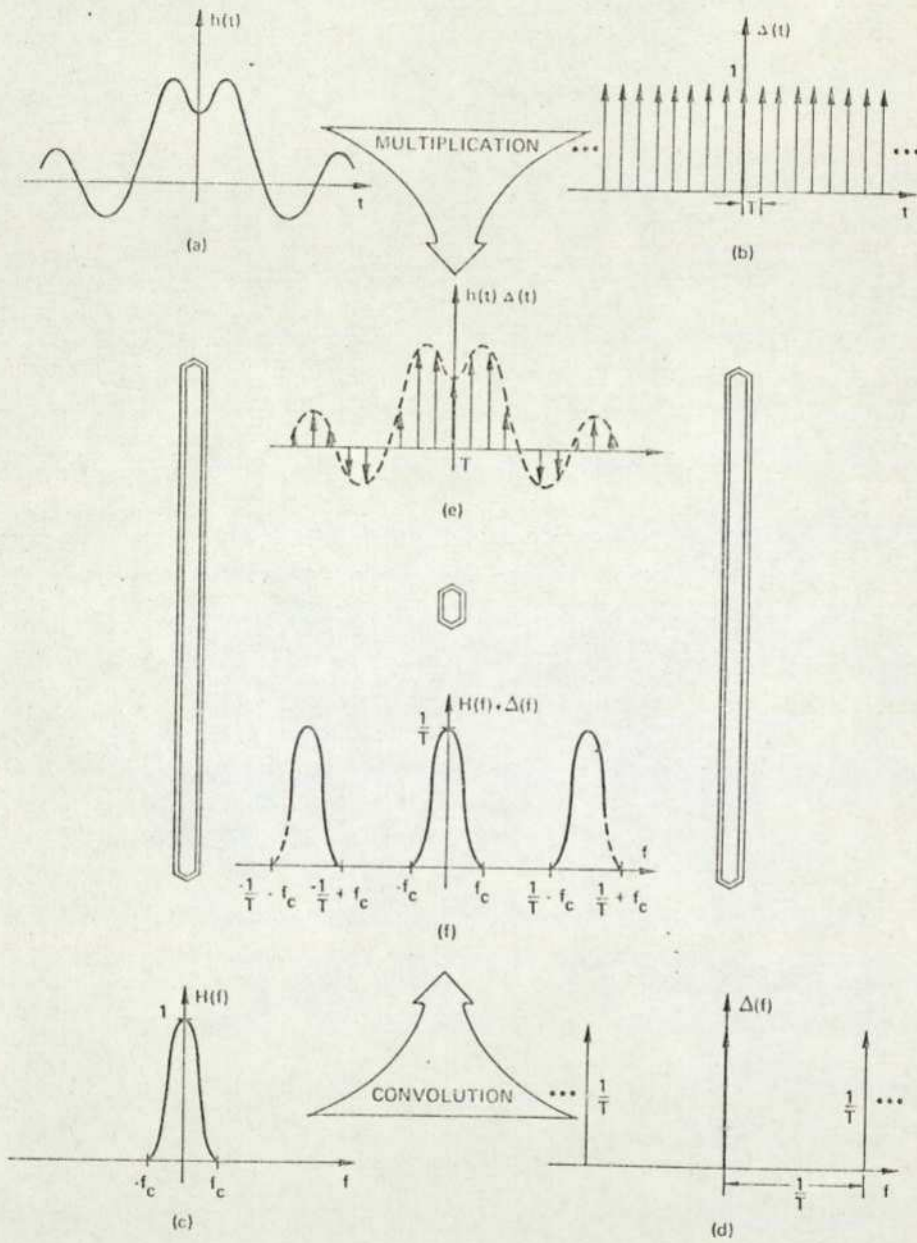 h(t)
Δ(t)
1
MULTIPLICATION
...
...
t
T
t
(a)
(b)
h(t) Δ(t)
T
(e)
H(f) * Δ(f)
1/T
f
-1/T - f_c
-1/T + f_c
-f_c
f_c
1/T - f_c
1/T + f_c
(f)
H(f)
1
Δ(f)
CONVOLUTION
...
1/T
1/T
...
-f_c
f_c
f
1/T
f
(c)
(d)